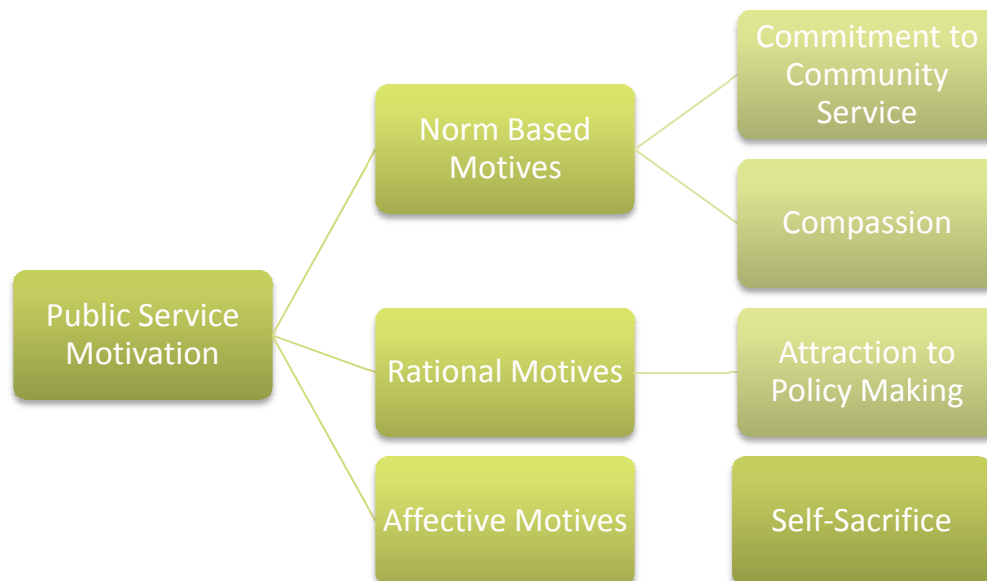 Commitment to
Community
Service
Norm Based
Motives
Compassion
Public Service
Motivation
Rational Motives
Attraction to
Policy Making
Affective Motives
Self-Sacrifice